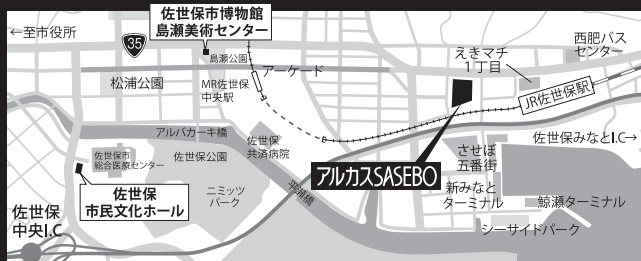 佐世保市博物館
島瀬美術センター
←至市役所
35
島瀬公園
アーケード
松浦公園
MR佐世保
中央駅
えきマチ
1丁目
西肥バス
センター
JR佐世保駅
アルバカーキ橋
佐世保
共済病院
佐世保市
総合医療センター
佐世保公園
佐世保みなとI.C→
させぼ
五番街
アルカスSASEBO
佐世保
市民文化ホール
ニミッツ
パーク
平瀬橋
新みなと
ターミナル
鯨瀬ターミナル
佐世保
中央I.C
シーサイドパーク